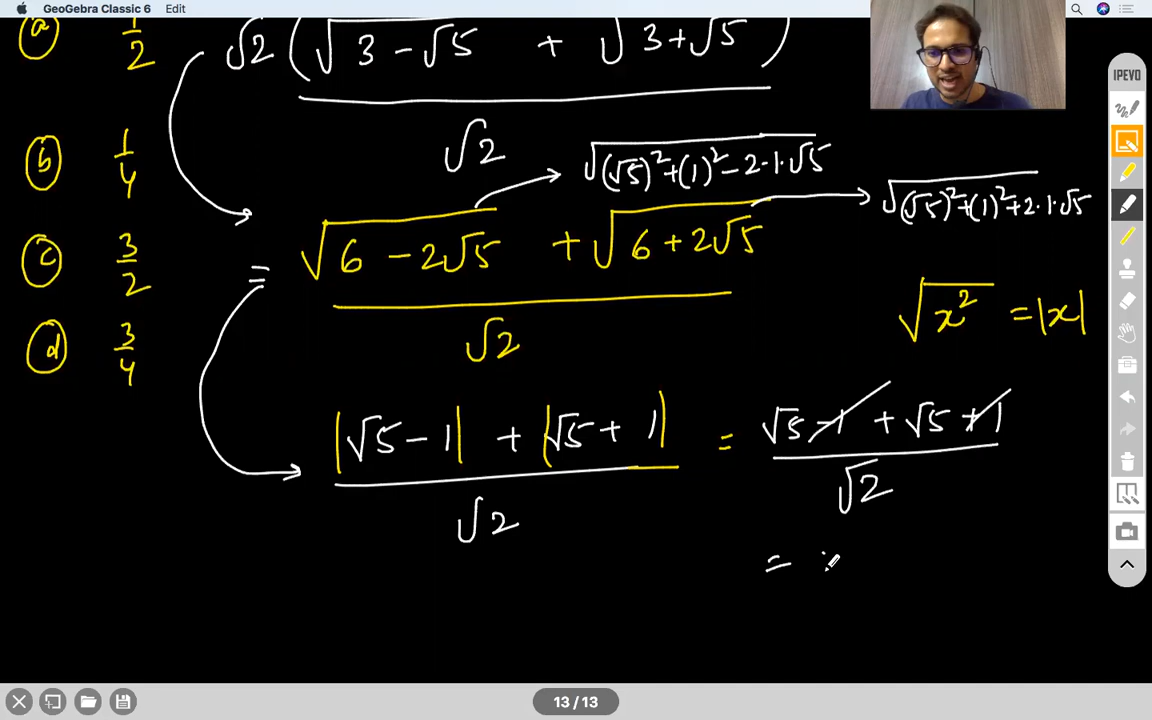 GeoGebra Classic 6 Edit
IPEVO
(a) 1/2
√2 (√(3 − √5) + √(3 + √5))
√2
√((√5)² + (1)² − 2·1·√5)
(b) 1/4
√((√5)² + (1)² + 2·1·√5)
= √(6 − 2√5) + √(6 + 2√5)
√2
(c) 3/2
√x² = |x|
(d) 3/4
|√5 − 1| + |√5 + 1| = √5 − 1 + √5 + 1
√2 √2
=
13 / 13